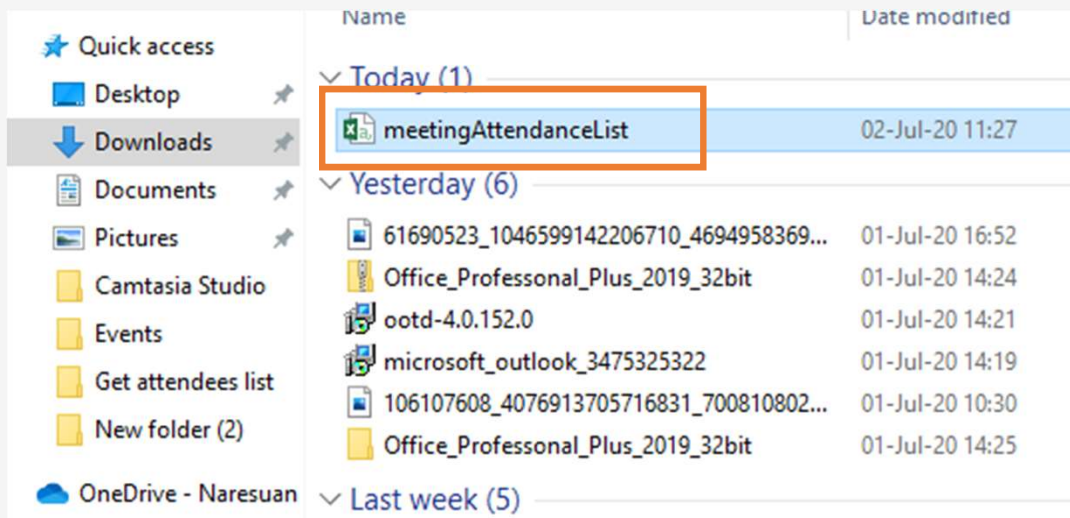 Name Date modified
Quick access
Desktop
Downloads
Documents
Pictures
Camtasia Studio
Events
Get attendees list
New folder (2)
OneDrive - Naresuan
Today (1)
meetingAttendanceList 02-Jul-20 11:27
Yesterday (6)
61690523_1046599142206710_4694958369... 01-Jul-20 16:52
Office_Professonal_Plus_2019_32bit 01-Jul-20 14:24
ootd-4.0.152.0 01-Jul-20 14:21
microsoft_outlook_3475325322 01-Jul-20 14:19
106107608_4076913705716831_700810802... 01-Jul-20 10:30
Office_Professonal_Plus_2019_32bit 01-Jul-20 14:25
Last week (5)